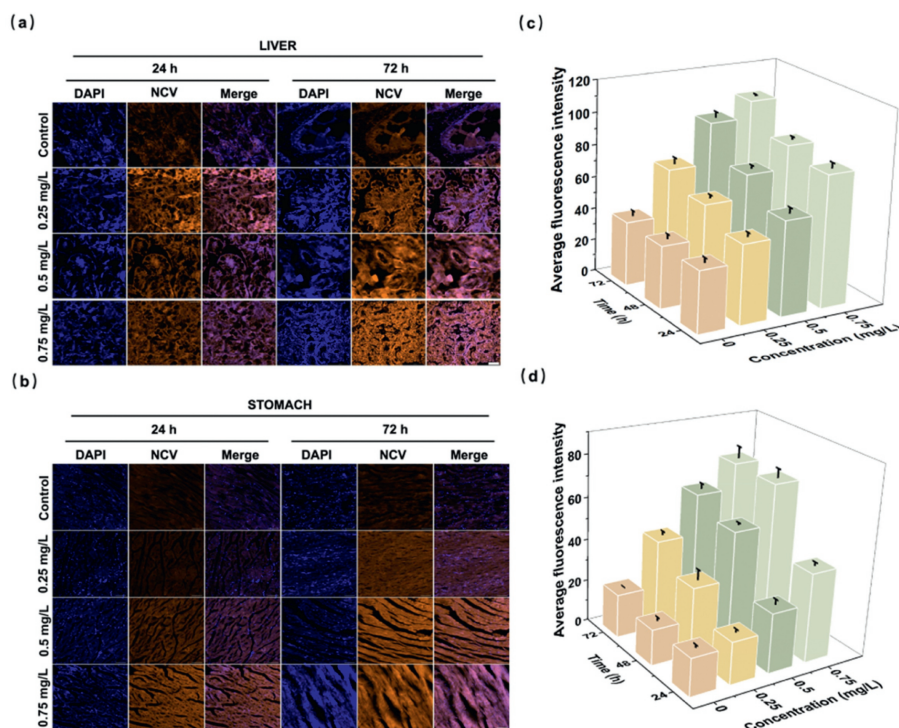 (a)
LIVER
24 h 72 h
DAPI NCV Merge DAPI NCV Merge
Control
0.25 mg/L
0.5 mg/L
0.75 mg/L
(c)
Average fluorescence intensity
120
100
80
60
40
20
0
72
48
24
Time (h)
0
0.25
0.5
0.75
Concentration (mg/L)
(b)
STOMACH
24 h 72 h
DAPI NCV Merge DAPI NCV Merge
Control
0.25 mg/L
0.5 mg/L
0.75 mg/L
(d)
Average fluorescence intensity
80
60
40
20
0
72
48
24
Time (h)
0
0.25
0.5
0.75
Concentration (mg/L)